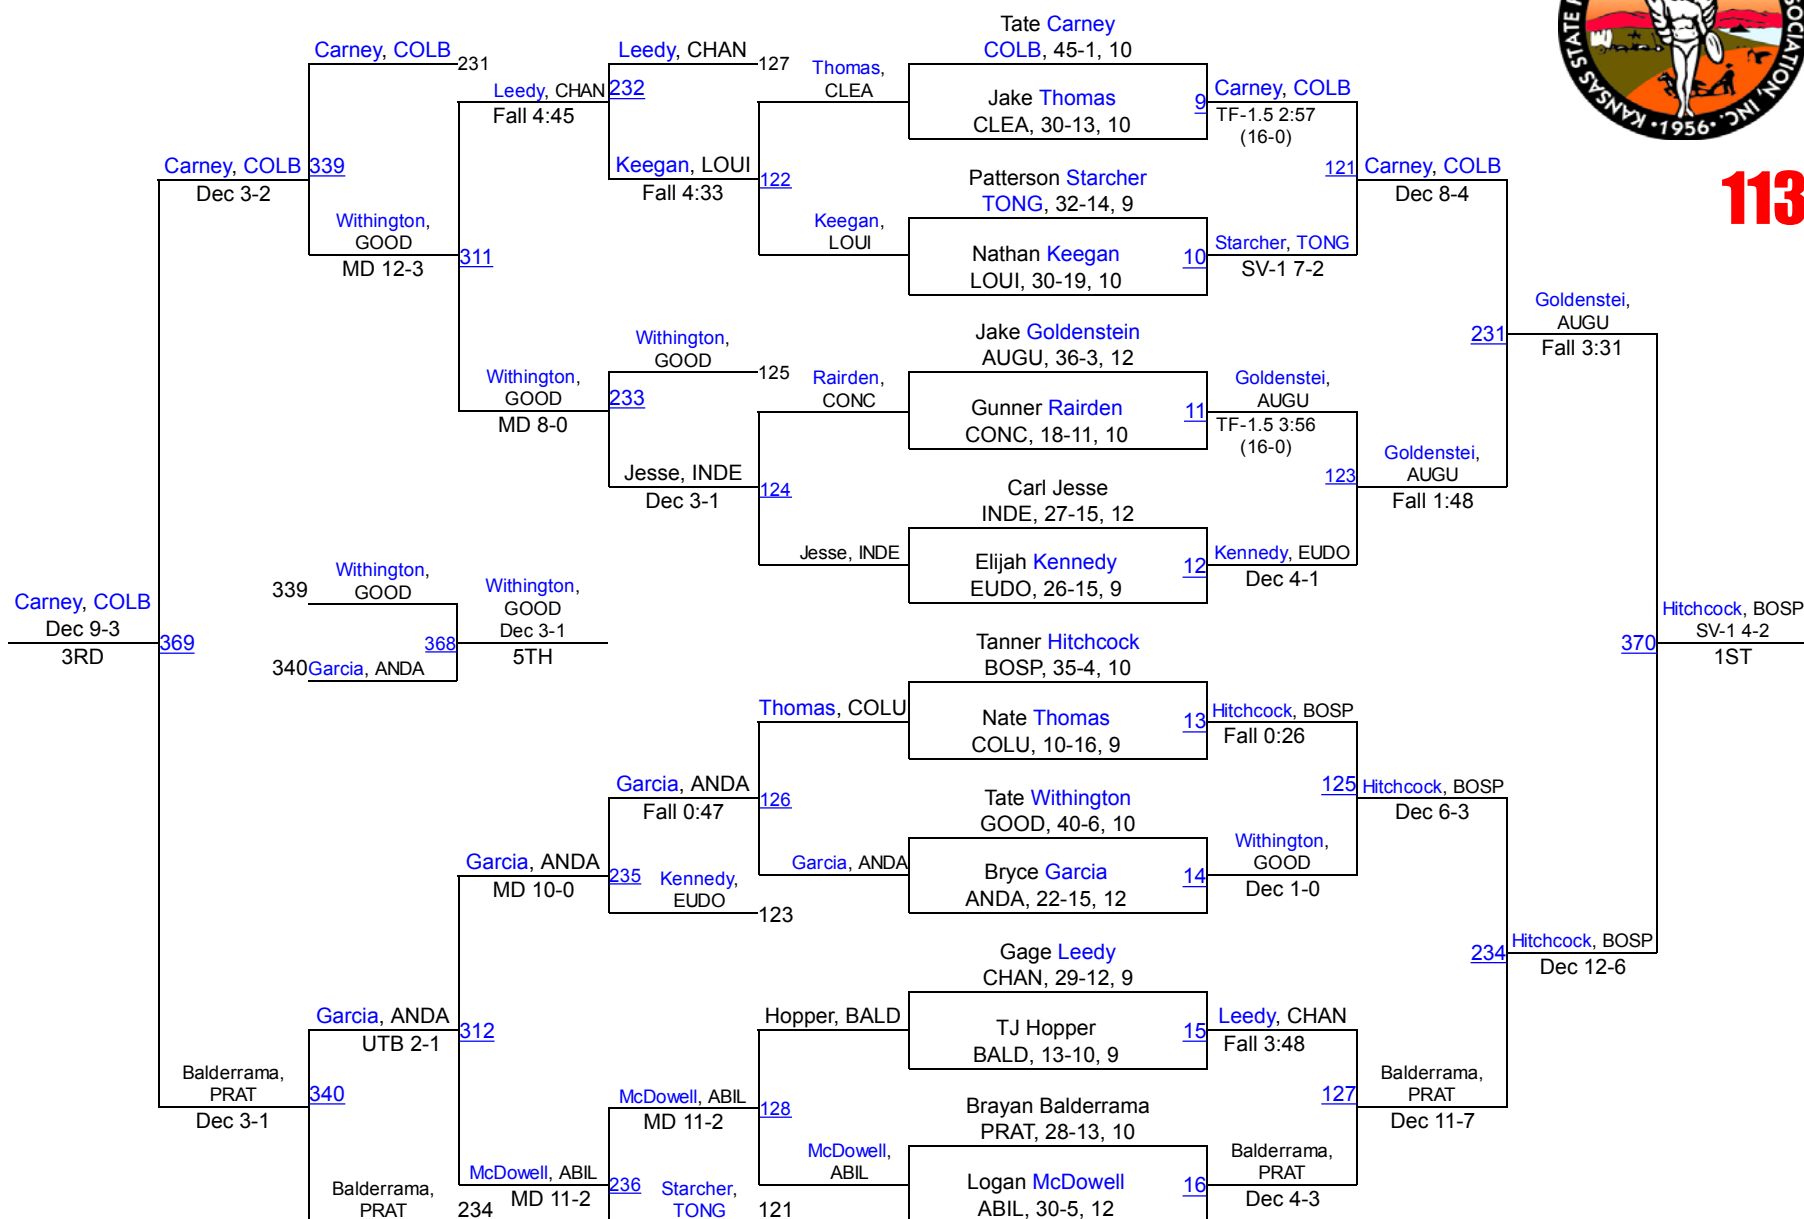 Carney, COLB
231
Leedy, CHAN
Fall 4:45
232
Leedy, CHAN
127
Keegan, LOUI
Fall 4:33
122
Thomas,
CLEA
Keegan,
LOUI
Carney, COLB
Dec 3-2
339
Withington,
GOOD
MD 12-3
311
Withington,
GOOD
MD 8-0
233
Withington,
GOOD
125
Jesse, INDE
Dec 3-1
124
Rairden,
CONC
Jesse, INDE
Carney, COLB
Dec 9-3
3RD
369
339
Withington,
GOOD
340
Garcia, ANDA
368
Withington,
GOOD
Dec 3-1
5TH
Thomas, COLU
Garcia, ANDA
Fall 0:47
126
Garcia, ANDA
Garcia, ANDA
MD 10-0
235
Kennedy,
EUDO
123
Garcia, ANDA
UTB 2-1
312
Balderrama,
PRAT
Dec 3-1
340
Hopper, BALD
McDowell, ABIL
MD 11-2
128
McDowell,
ABIL
McDowell, ABIL
MD 11-2
236
Starcher,
TONG
121
Balderrama,
PRAT
234
Tate Carney
COLB, 45-1, 10
Jake Thomas
CLEA, 30-13, 10
9
Carney, COLB
TF-1.5 2:57
(16-0)
Patterson Starcher
TONG, 32-14, 9
Nathan Keegan
LOUI, 30-19, 10
10
Starcher, TONG
SV-1 7-2
121
Carney, COLB
Dec 8-4
Jake Goldenstein
AUGU, 36-3, 12
Gunner Rairden
CONC, 18-11, 10
11
Goldenstei,
AUGU
TF-1.5 3:56
(16-0)
Carl Jesse
INDE, 27-15, 12
Elijah Kennedy
EUDO, 26-15, 9
12
Kennedy, EUDO
Dec 4-1
123
Goldenstei,
AUGU
Fall 1:48
231
Goldenstei,
AUGU
Fall 3:31
Tanner Hitchcock
BOSP, 35-4, 10
Nate Thomas
COLU, 10-16, 9
13
Hitchcock, BOSP
Fall 0:26
Tate Withington
GOOD, 40-6, 10
Bryce Garcia
ANDA, 22-15, 12
14
Withington,
GOOD
Dec 1-0
125
Hitchcock, BOSP
Dec 6-3
Gage Leedy
CHAN, 29-12, 9
TJ Hopper
BALD, 13-10, 9
15
Leedy, CHAN
Fall 3:48
Brayan Balderrama
PRAT, 28-13, 10
Logan McDowell
ABIL, 30-5, 12
16
Balderrama,
PRAT
Dec 4-3
127
Balderrama,
PRAT
Dec 11-7
234
Hitchcock, BOSP
Dec 12-6
370
Hitchcock, BOSP
SV-1 4-2
1ST
KANSAS STATE
•1956•
SOCIATION, INC.
113